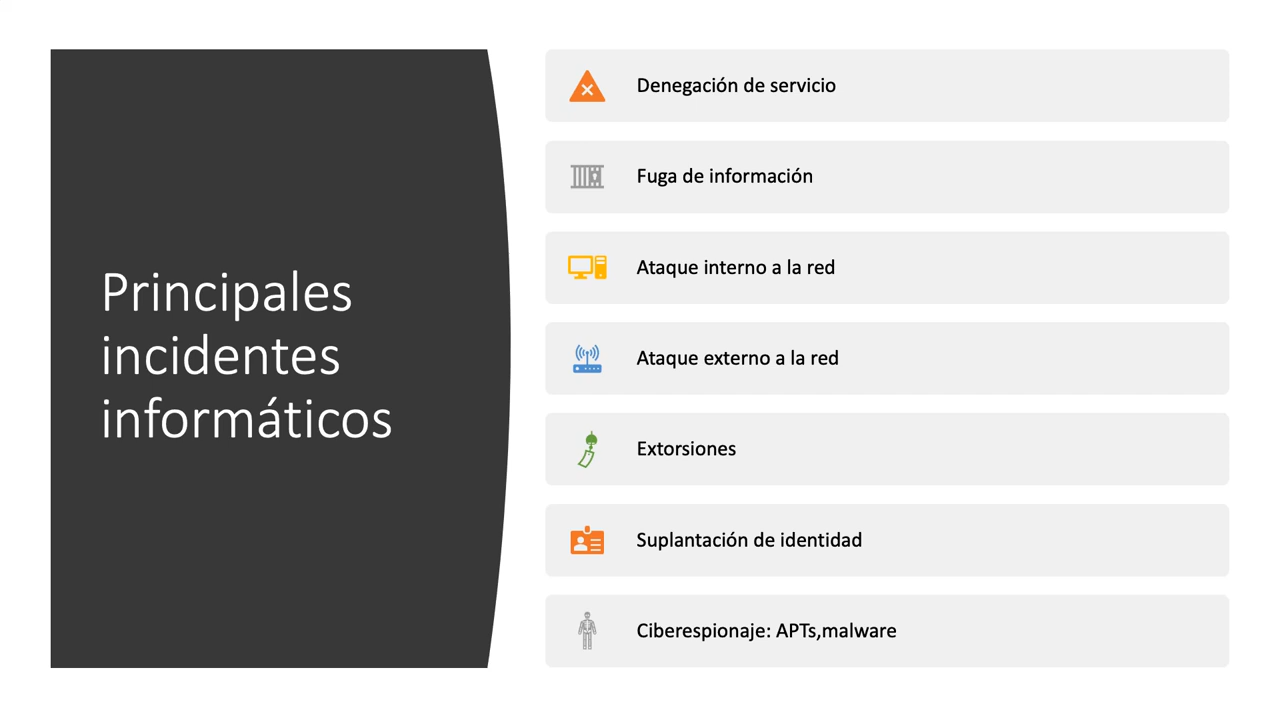 Principales
incidentes
informáticos
Denegación de servicio
Fuga de información
Ataque interno a la red
Ataque externo a la red
Extorsiones
Suplantación de identidad
Ciberespionaje: APTs,malware